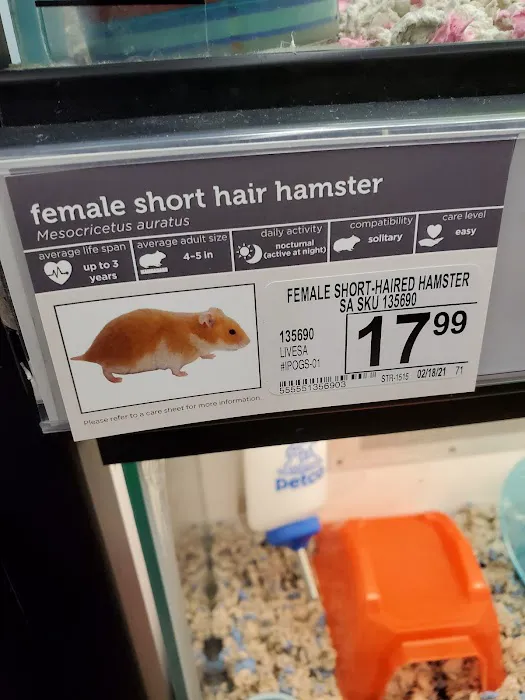 female short hair hamster
Mesocricetus auratus
average life span
up to 3
years
average adult size
4-5 in
daily activity
nocturnal
(active at night)
compatibility
solitary
care level
easy
FEMALE SHORT-HAIRED HAMSTER
SA SKU 135690
135690
LIVESA
#IPOGS-01
17 99
555551356903
STR-1515 02/18/21 71
Please refer to a care sheet for more information.
petco